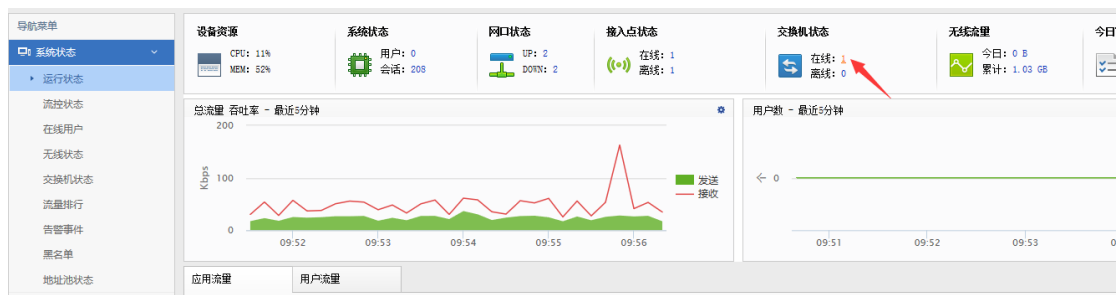 导航菜单
系统状态
运行状态
流控状态
在线用户
无线状态
交换机状态
流量排行
告警事件
黑名单
地址池状态
设备资源
CPU: 11%
MEM: 52%
系统状态
用户: 0
会话: 208
网口状态
UP: 2
DOWN: 2
接入点状态
在线: 1
离线: 1
交换机状态
在线: 1
离线: 0
无线流量
今日: 0 B
累计: 1.03 GB
今日
总流量 吞吐率 - 最近5分钟
200
100
0
Kbps
09:52
09:53
09:54
09:55
09:56
发送
接收
用户数 - 最近5分钟
0
09:51
09:52
09:53
应用流量
用户流量